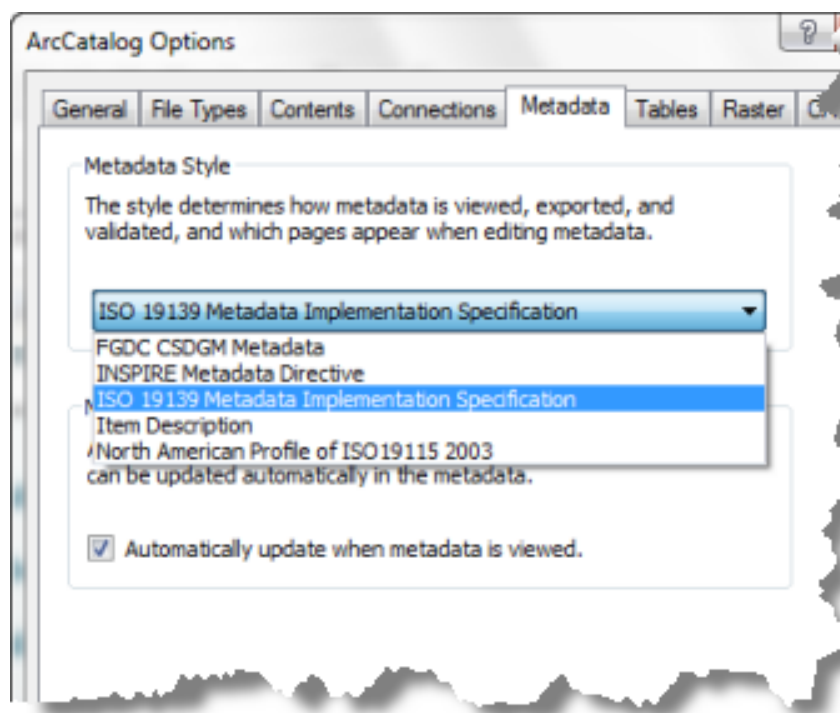 ArcCatalog Options
General File Types Contents Connections Metadata Tables Raster
Metadata Style
The style determines how metadata is viewed, exported, and
validated, and which pages appear when editing metadata.
ISO 19139 Metadata Implementation Specification
FGDC CSDGM Metadata
INSPIRE Metadata Directive
ISO 19139 Metadata Implementation Specification
Item Description
North American Profile of ISO19115 2003
can be updated automatically in the metadata.
Automatically update when metadata is viewed.